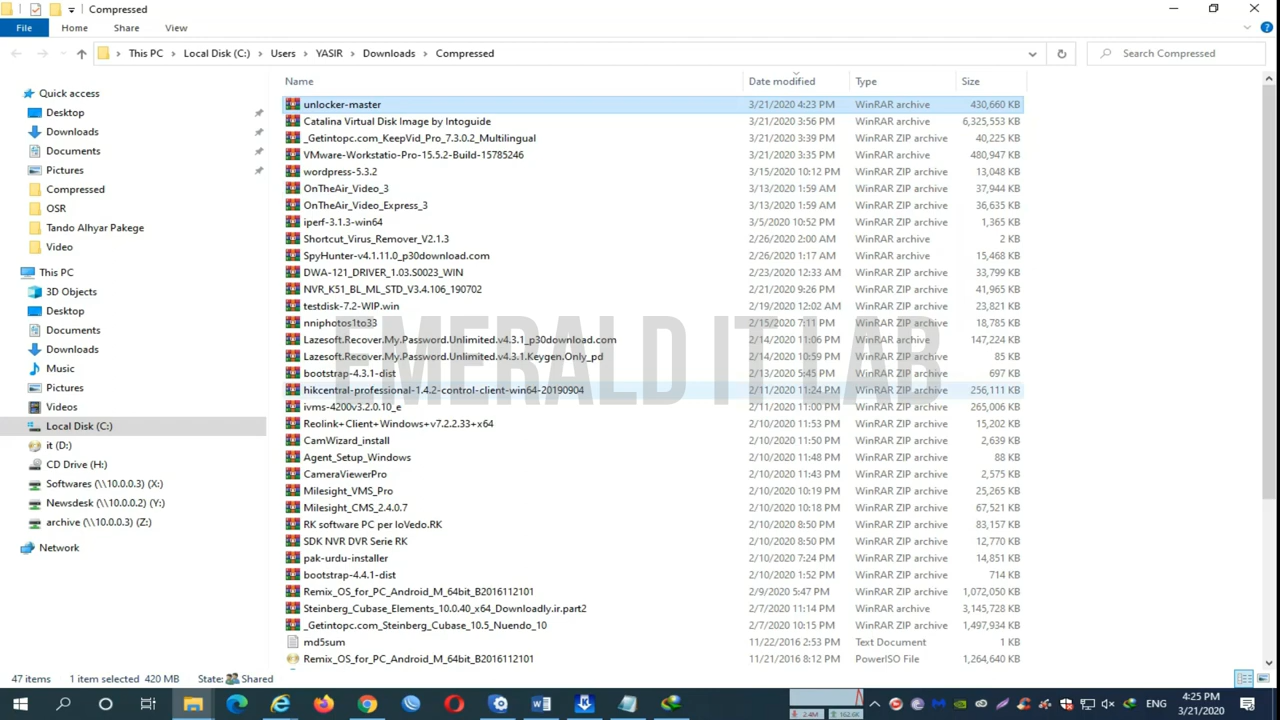 Compressed
File Home Share View
This PC Local Disk (C:) Users YASIR Downloads Compressed Search Compressed
Name Date modified Type Size
Quick access
Desktop
Downloads
Documents
Pictures
Compressed
OSR
Tando Alhyar Pakege
Video
This PC
3D Objects
Desktop
Documents
Downloads
Music
Pictures
Videos
Local Disk (C:)
it (D:)
CD Drive (H:)
Softwares (\\10.0.0.3) (X:)
Newsdesk (\\10.0.0.2) (Y:)
archive (\\10.0.0.3) (Z:)
Network
unlocker-master 3/21/2020 4:23 PM WinRAR archive 430,660 KB
Catalina Virtual Disk Image by Intoguide 3/21/2020 3:56 PM WinRAR archive 6,325,553 KB
_Getintopc.com_KeepVid_Pro_7.3.0.2_Multilingual 3/21/2020 3:39 PM WinRAR ZIP archive 40,225 KB
VMware-Workstatio-Pro-15.5.2-Build-15785246 3/21/2020 3:35 PM WinRAR archive 480,947 KB
wordpress-5.3.2 3/15/2020 10:12 PM WinRAR ZIP archive 13,048 KB
OnTheAir_Video_3 3/13/2020 1:59 AM WinRAR ZIP archive 37,944 KB
OnTheAir_Video_Express_3 3/13/2020 1:59 AM WinRAR ZIP archive 36,635 KB
iperf-3.1.3-win64 3/5/2020 10:52 PM WinRAR ZIP archive 1,365 KB
Shortcut_Virus_Remover_V2.1.3 2/26/2020 2:00 AM WinRAR archive 2 KB
SpyHunter-v4.1.11.0_p30download.com 2/26/2020 1:17 AM WinRAR archive 15,468 KB
DWA-121_DRIVER_1.03.S0023_WIN 2/23/2020 12:33 AM WinRAR ZIP archive 33,799 KB
NVR_K51_BL_ML_STD_V3.4.106_190702 2/21/2020 9:26 PM WinRAR ZIP archive 41,965 KB
testdisk-7.2-WIP.win 2/19/2020 12:02 AM WinRAR ZIP archive 23,821 KB
nniphotos1to33 2/15/2020 7:11 PM WinRAR ZIP archive 18,785 KB
Lazesoft.Recover.My.Password.Unlimited.v4.3.1_p30download.com 2/14/2020 11:06 PM WinRAR archive 147,224 KB
Lazesoft.Recover.My.Password.Unlimited.v4.3.1.Keygen.Only_pd 2/14/2020 10:59 PM WinRAR ZIP archive 85 KB
bootstrap-4.3.1-dist 2/13/2020 5:45 PM WinRAR ZIP archive 697 KB
hikcentral-professional-1.4.2-control-client-win64-20190904 2/11/2020 11:24 PM WinRAR ZIP archive 256,111 KB
ivms-4200v3.2.0.10_e 2/11/2020 11:00 PM WinRAR ZIP archive 265,006 KB
Reolink+Client+Windows+v7.2.2.33+x64 2/10/2020 11:53 PM WinRAR ZIP archive 15,202 KB
CamWizard_install 2/10/2020 11:50 PM WinRAR ZIP archive 2,639 KB
Agent_Setup_Windows 2/10/2020 11:48 PM WinRAR ZIP archive 88 KB
CameraViewerPro 2/10/2020 11:43 PM WinRAR ZIP archive 2,575 KB
Milesight_VMS_Pro 2/10/2020 10:19 PM WinRAR ZIP archive 25,265 KB
Milesight_CMS_2.4.0.7 2/10/2020 10:18 PM WinRAR ZIP archive 67,521 KB
RK software PC per IoVedo.RK 2/10/2020 8:50 PM WinRAR ZIP archive 83,157 KB
SDK NVR DVR Serie RK 2/10/2020 8:50 PM WinRAR ZIP archive 12,770 KB
pak-urdu-installer 2/10/2020 7:24 PM WinRAR ZIP archive 14,851 KB
bootstrap-4.4.1-dist 2/10/2020 1:52 PM WinRAR ZIP archive 714 KB
Remix_OS_for_PC_Android_M_64bit_B2016112101 2/9/2020 5:47 PM WinRAR ZIP archive 1,072,050 KB
Steinberg_Cubase_Elements_10.0.40_x64_Downloadly.ir.part2 2/7/2020 11:14 PM WinRAR archive 3,145,728 KB
_Getintopc.com_Steinberg_Cubase_10.5_Nuendo_10 2/7/2020 10:15 PM WinRAR ZIP archive 1,497,934 KB
md5sum 11/22/2016 2:53 PM Text Document 1 KB
Remix_OS_for_PC_Android_M_64bit_B2016112101 11/21/2016 8:12 PM PowerISO File 1,264,640 KB
EMERALD IT LAB
47 items 1 item selected 420 MB State: Shared
2.4M 162.6K ENG 4:25 PM
3/21/2020